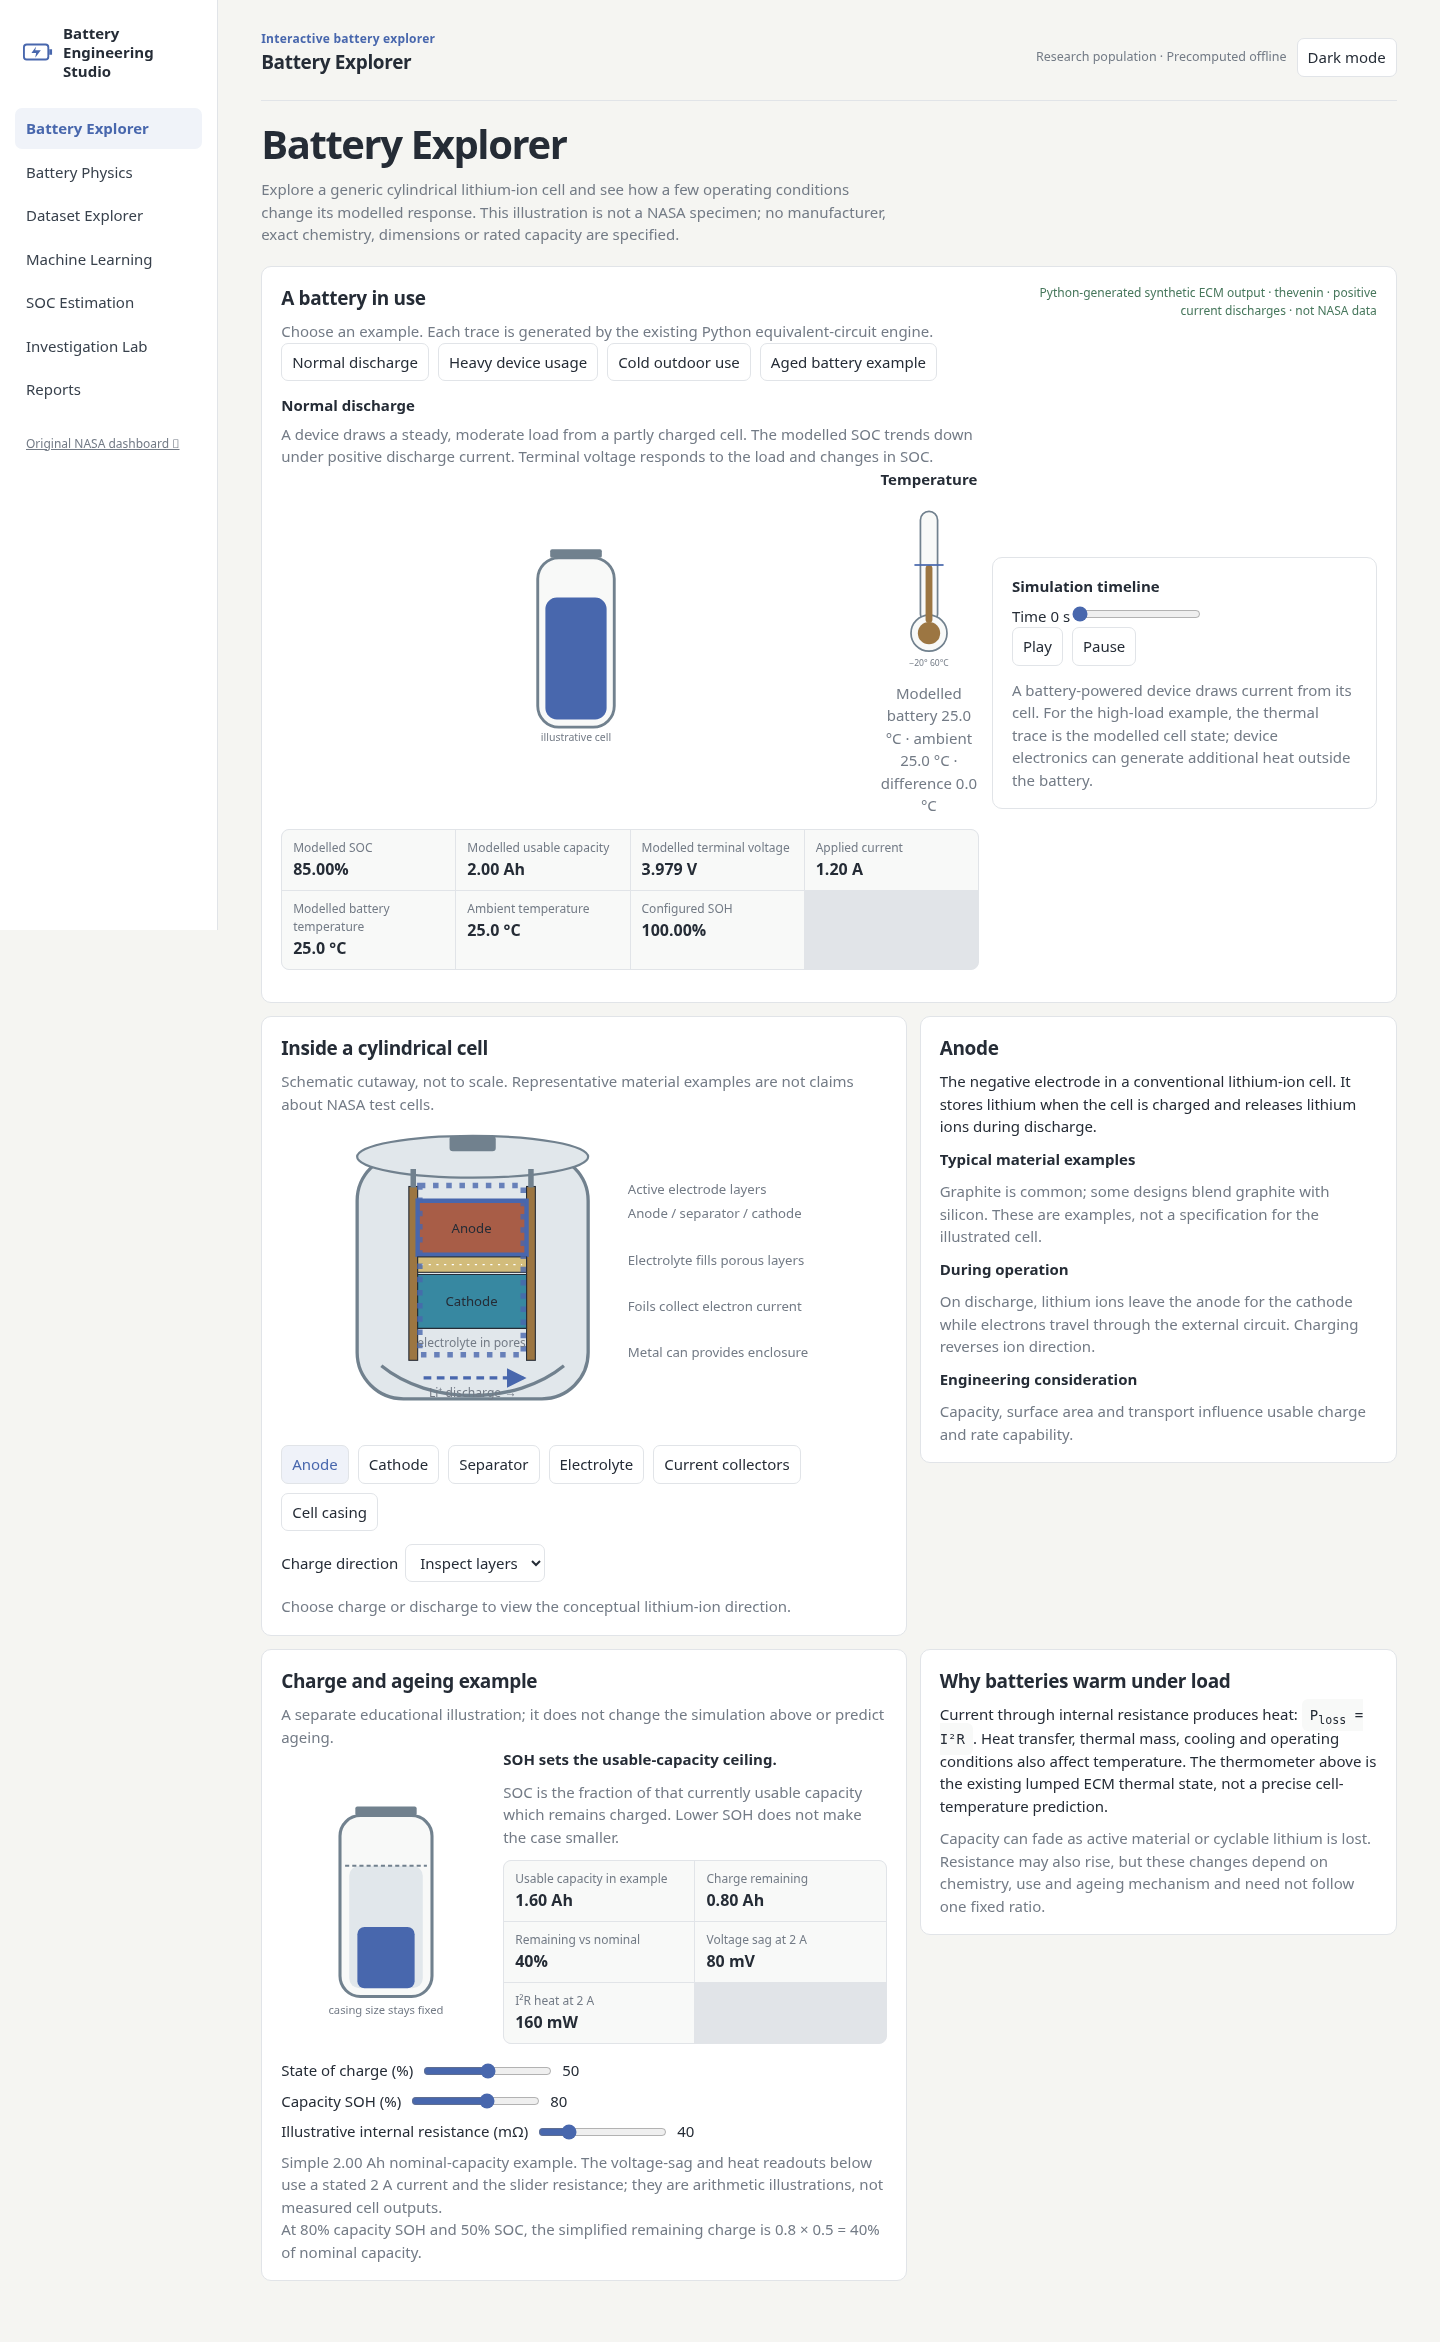 Battery
Engineering
Studio
Battery Explorer
Battery Physics
Dataset Explorer
Machine Learning
SOC Estimation
Investigation Lab
Reports
Original NASA dashboard
Interactive battery explorer
Battery Explorer
Research population · Precomputed offline
Dark mode
Battery Explorer
Explore a generic cylindrical lithium-ion cell and see how a few operating conditions
change its modelled response. This illustration is not a NASA specimen; no manufacturer,
exact chemistry, dimensions or rated capacity are specified.
A battery in use
Python-generated synthetic ECM output · thevenin · positive
current discharges · not NASA data
Choose an example. Each trace is generated by the existing Python equivalent-circuit engine.
Normal discharge
Heavy device usage
Cold outdoor use
Aged battery example
Normal discharge
A device draws a steady, moderate load from a partly charged cell. The modelled SOC trends down
under positive discharge current. Terminal voltage responses to the load and changes in SOC.
illustrative cell
Temperature
−20° 60°C
Modelled
battery 25.0
°C · ambient
25.0 °C ·
difference 0.0
°C
Simulation timeline
Time 0 s
Play
Pause
A battery-powered device draws current from its
cell. For the high-load example, the thermal
trace is the modelled cell state; device
electronics can generate additional heat outside
the battery.
Modelled SOC
85.00%
Modelled usable capacity
2.00 Ah
Modelled terminal voltage
3.979 V
Applied current
1.20 A
Modelled battery
temperature
25.0 °C
Ambient temperature
25.0 °C
Configured SOH
100.00%
Inside a cylindrical cell
Schematic cutaway, not to scale. Representative material examples are not claims
about NASA test cells.
Anode
Cathode
electrolyte in pores
Li⁺ discharge →
Active electrode layers
Anode / separator / cathode
Electrolyte fills porous layers
Foils collect electron current
Metal can provides enclosure
Anode
Cathode
Separator
Electrolyte
Current collectors
Cell casing
Charge direction
Inspect layers
Choose charge or discharge to view the conceptual lithium-ion direction.
Anode
The negative electrode in a conventional lithium-ion cell. It
stores lithium when the cell is charged and releases lithium
ions during discharge.
Typical material examples
Graphite is common; some designs blend graphite with
silicon. These are examples, not a specification for the
illustrated cell.
During operation
On discharge, lithium ions leave the anode for the cathode
while electrons travel through the external circuit. Charging
reverses ion direction.
Engineering consideration
Capacity, surface area and transport influence usable charge
and rate capability.
Charge and ageing example
A separate educational illustration; it does not change the simulation above or predict
ageing.
casing size stays fixed
SOH sets the usable-capacity ceiling.
SOC is the fraction of that currently usable capacity
which remains charged. Lower SOH does not make
the case smaller.
Usable capacity in example
1.60 Ah
Charge remaining
0.80 Ah
Remaining vs nominal
40%
Voltage sag at 2 A
80 mV
I²R heat at 2 A
160 mW
State of charge (%) 50
Capacity SOH (%) 80
Illustrative internal resistance (mΩ) 40
Simple 2.00 Ah nominal-capacity example. The voltage-sag and heat readouts below
use a stated 2 A current and the slider resistance; they are arithmetic illustrations, not
measured cell outputs.
At 80% capacity SOH and 50% SOC, the simplified remaining charge is 0.8 × 0.5 = 40%
of nominal capacity.
Why batteries warm under load
Current through internal resistance produces heat: Ploss =
I²R . Heat transfer, thermal mass, cooling and operating
conditions also affect temperature. The thermometer above is
the existing lumped ECM thermal state, not a precise cell-
temperature prediction.
Capacity can fade as active material or cyclable lithium is lost.
Resistance may also rise, but these changes depend on
chemistry, use and ageing mechanism and need not follow
one fixed ratio.